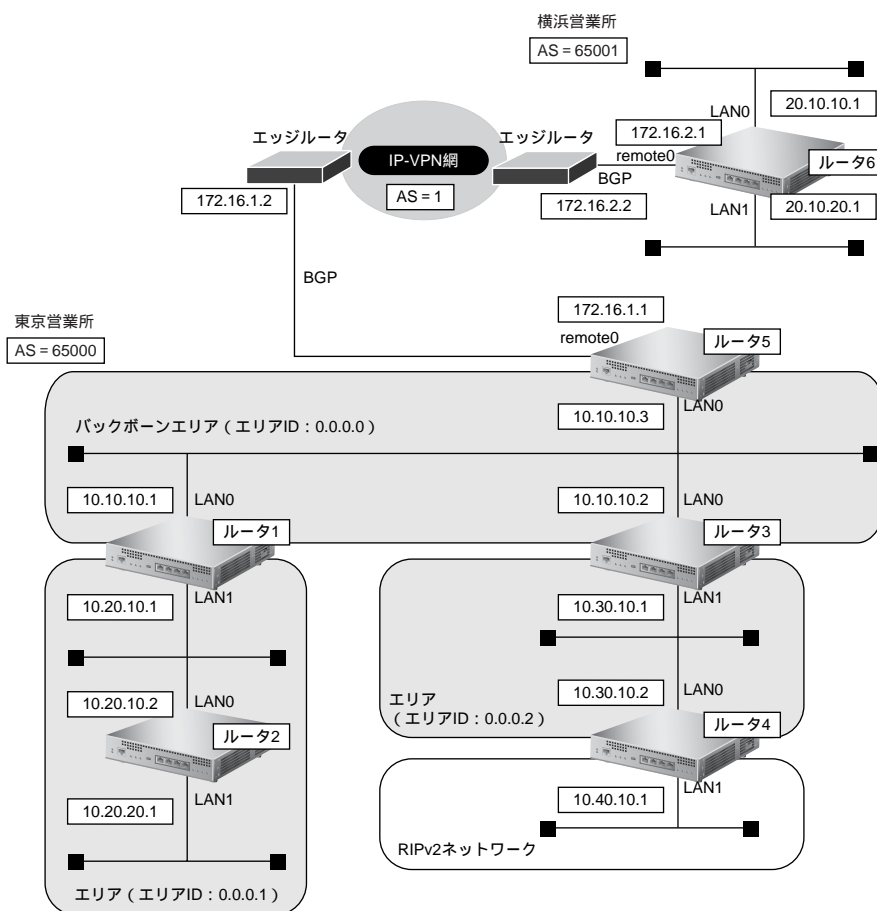 横浜営業所
AS = 65001
LAN0
20.10.10.1
エッジルータ
エッジルータ
172.16.2.1
IP-VPN網
remote0
ルータ6
BGP
AS = 1
172.16.1.2
172.16.2.2
LAN1
20.10.20.1
BGP
172.16.1.1
東京営業所
remote0
ルータ5
AS = 65000
10.10.10.3
LAN0
バックボーンエリア（エリアID：0.0.0.0）
10.10.10.1
LAN0
10.10.10.2
LAN0
ルータ1
ルータ3
10.20.10.1
LAN1
10.30.10.1
LAN1
10.20.10.2
LAN0
10.30.10.2
LAN0
エリア
（エリアID：0.0.0.2）
ルータ2
ルータ4
10.20.20.1
LAN1
10.40.10.1
LAN1
RIPv2ネットワーク
エリア（エリアID：0.0.0.1）